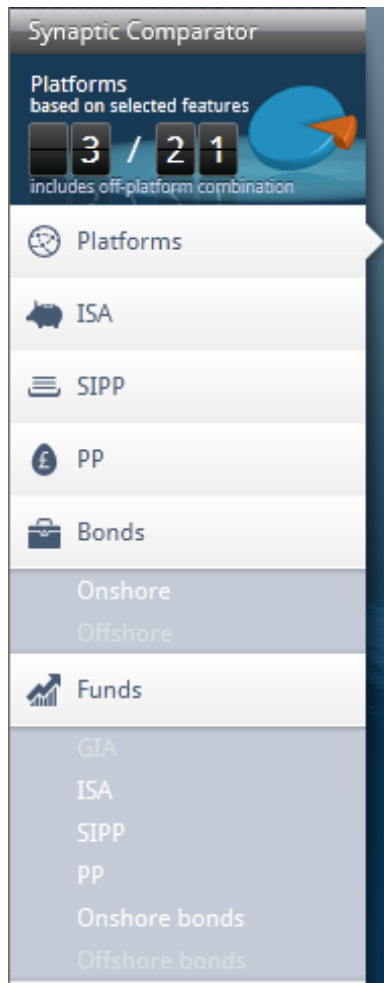 Synaptic Comparator
Platforms
based on selected features
3 / 21
includes off-platform combination
Platforms
ISA
SIPP
PP
Bonds
Onshore
Offshore
Funds
GIA
ISA
SIPP
PP
Onshore bonds
Offshore bonds